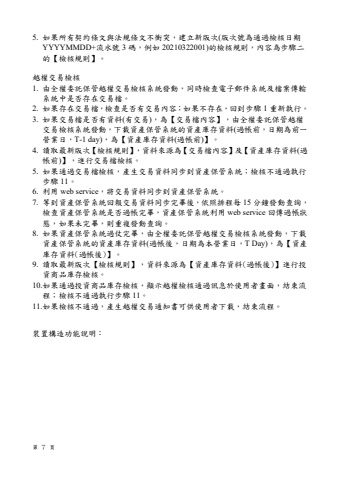 5. 如果所有契約條文與法規條文不衝突，建立新版次(版次號為通過檢核日期
YYYYMMDD+流水號 3 碼，例如 20210322001)的檢核規則，內容為步驟二
的【檢核規則】。
越權交易檢核
1. 由全權委託保管越權交易檢核系統發動，同時檢查電子郵件系統及檔案傳輸
系統中是否存在交易檔。
2. 如果存在交易檔，檢查是否有交易內容；如果不存在，回到步驟 1 重新執行。
3. 如果交易檔是否有資料(有交易)，為【交易檔內容】，由全權委託保管越權
交易檢核系統發動，下載資產保管系統的資產庫存資料(過帳前，日期為前一
營業日，T-1 day)，為【資產庫存資料(過帳前)】。
4. 讀取最新版次【檢核規則】，資料來源為【交易檔內容】及【資產庫存資料(過
帳前)】，進行交易檔檢核。
5. 如果通過交易檔檢核，產生交易資料同步到資產保管系統；檢核不通過執行
步驟 11。
6. 利用 web service，將交易資料同步到資產保管系統。
7. 等到資產保管系統回報交易資料同步完畢後，依照排程每 15 分鐘發動查詢，
檢查資產保管系統是否過帳完畢，資產保管系統利用 web service 回傳過帳狀
態，如果未完畢，則重複發動查詢。
8. 如果資產保管系統過帳完畢，由全權委託保管越權交易檢核系統發動，下載
資產保管系統的資產庫存資料(過帳後，日期為本營業日，T Day)，為【資產
庫存資料(過帳後)】。
9. 讀取最新版次【檢核規則】，資料來源為【資產庫存資料(過帳後)】進行投
資商品庫存檢核。
10.如果通過投資商品庫存檢核，顯示越權檢核通過訊息於使用者畫面，結束流
程；檢核不通過執行步驟 11。
11.如果檢核不通過，產生越權交易通知書可供使用者下載，結束流程。
裝置構造功能說明：
第 7 頁